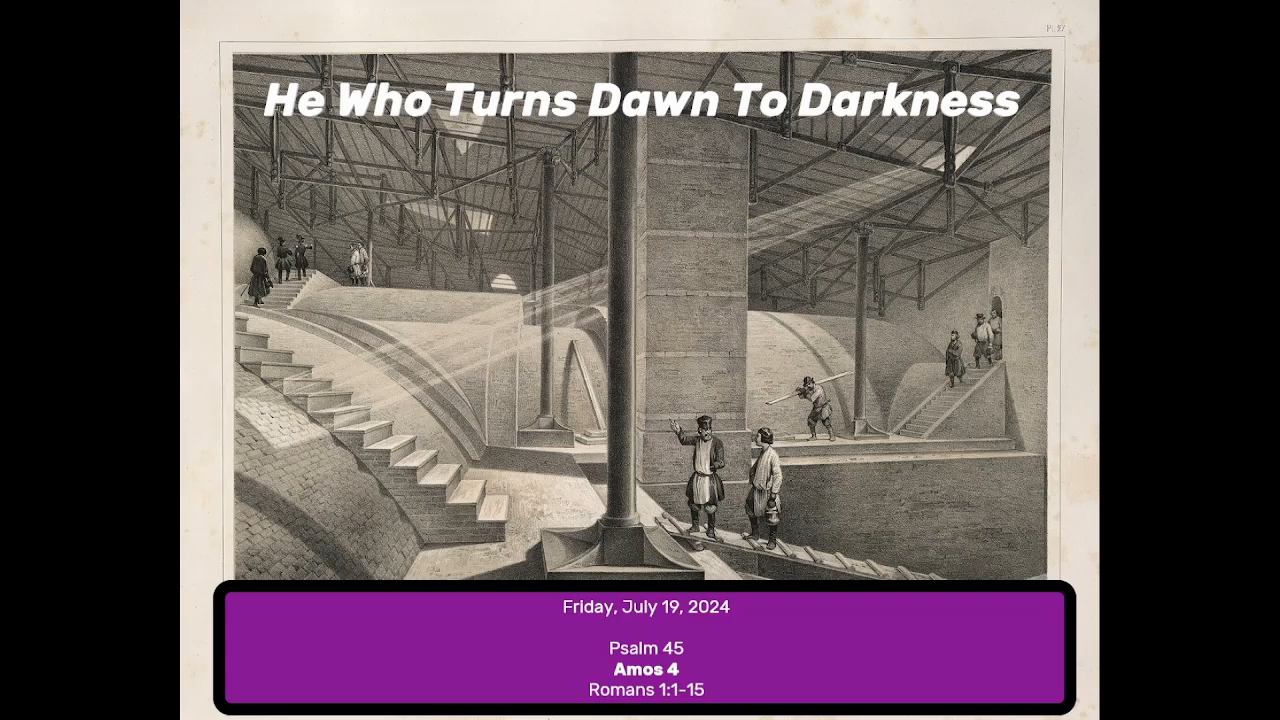 He Who Turns Dawn To Darkness
Friday, July 19, 2024
Psalm 45
Amos 4
Romans 1:1-15